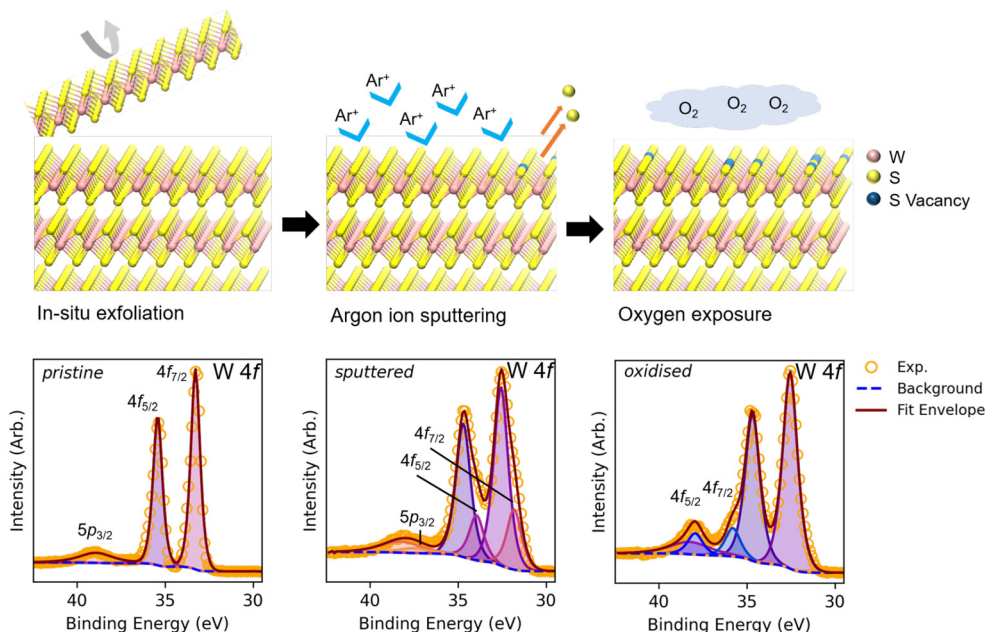 Ar⁺
Ar⁺
Ar⁺
Ar⁺
Ar⁺
O₂
O₂
O₂
W
S
S Vacancy
In-situ exfoliation
Argon ion sputtering
Oxygen exposure
pristine
4f₇/₂
W 4f
4f₅/₂
5p₃/₂
Intensity (Arb.)
40
35
30
Binding Energy (eV)
sputtered
W 4f
4f₇/₂
4f₅/₂
5p₃/₂
Intensity (Arb.)
40
35
30
Binding Energy (eV)
oxidised
W 4f
4f₅/₂
4f₇/₂
Intensity (Arb.)
40
35
30
Binding Energy (eV)
Exp.
Background
Fit Envelope